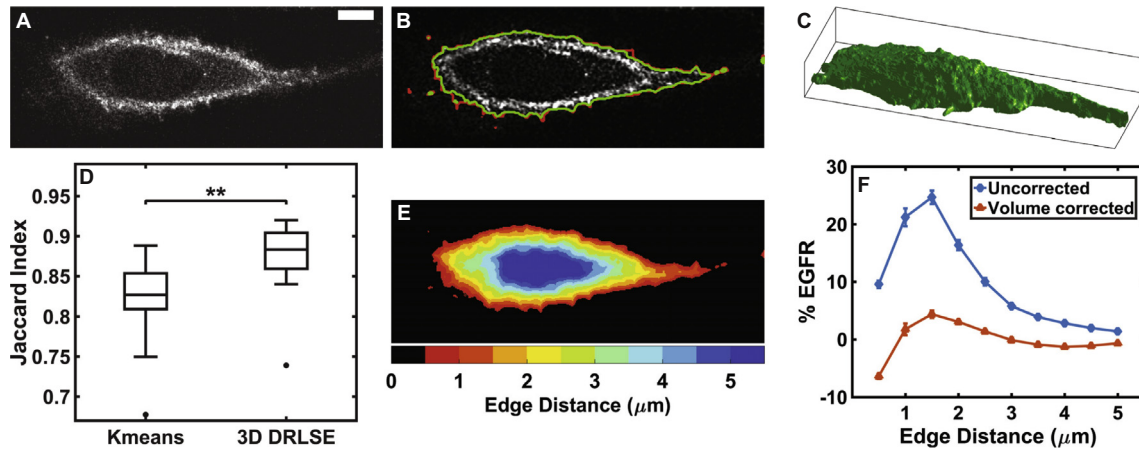 A
B
C
D
**
Jaccard Index
0.95
0.9
0.85
0.8
0.75
0.7
Kmeans 3D DRLSE
E
0 1 2 3 4 5
Edge Distance (μm)
F
Uncorrected
Volume corrected
% EGFR
30
20
10
0
-10
1 2 3 4 5
Edge Distance (μm)